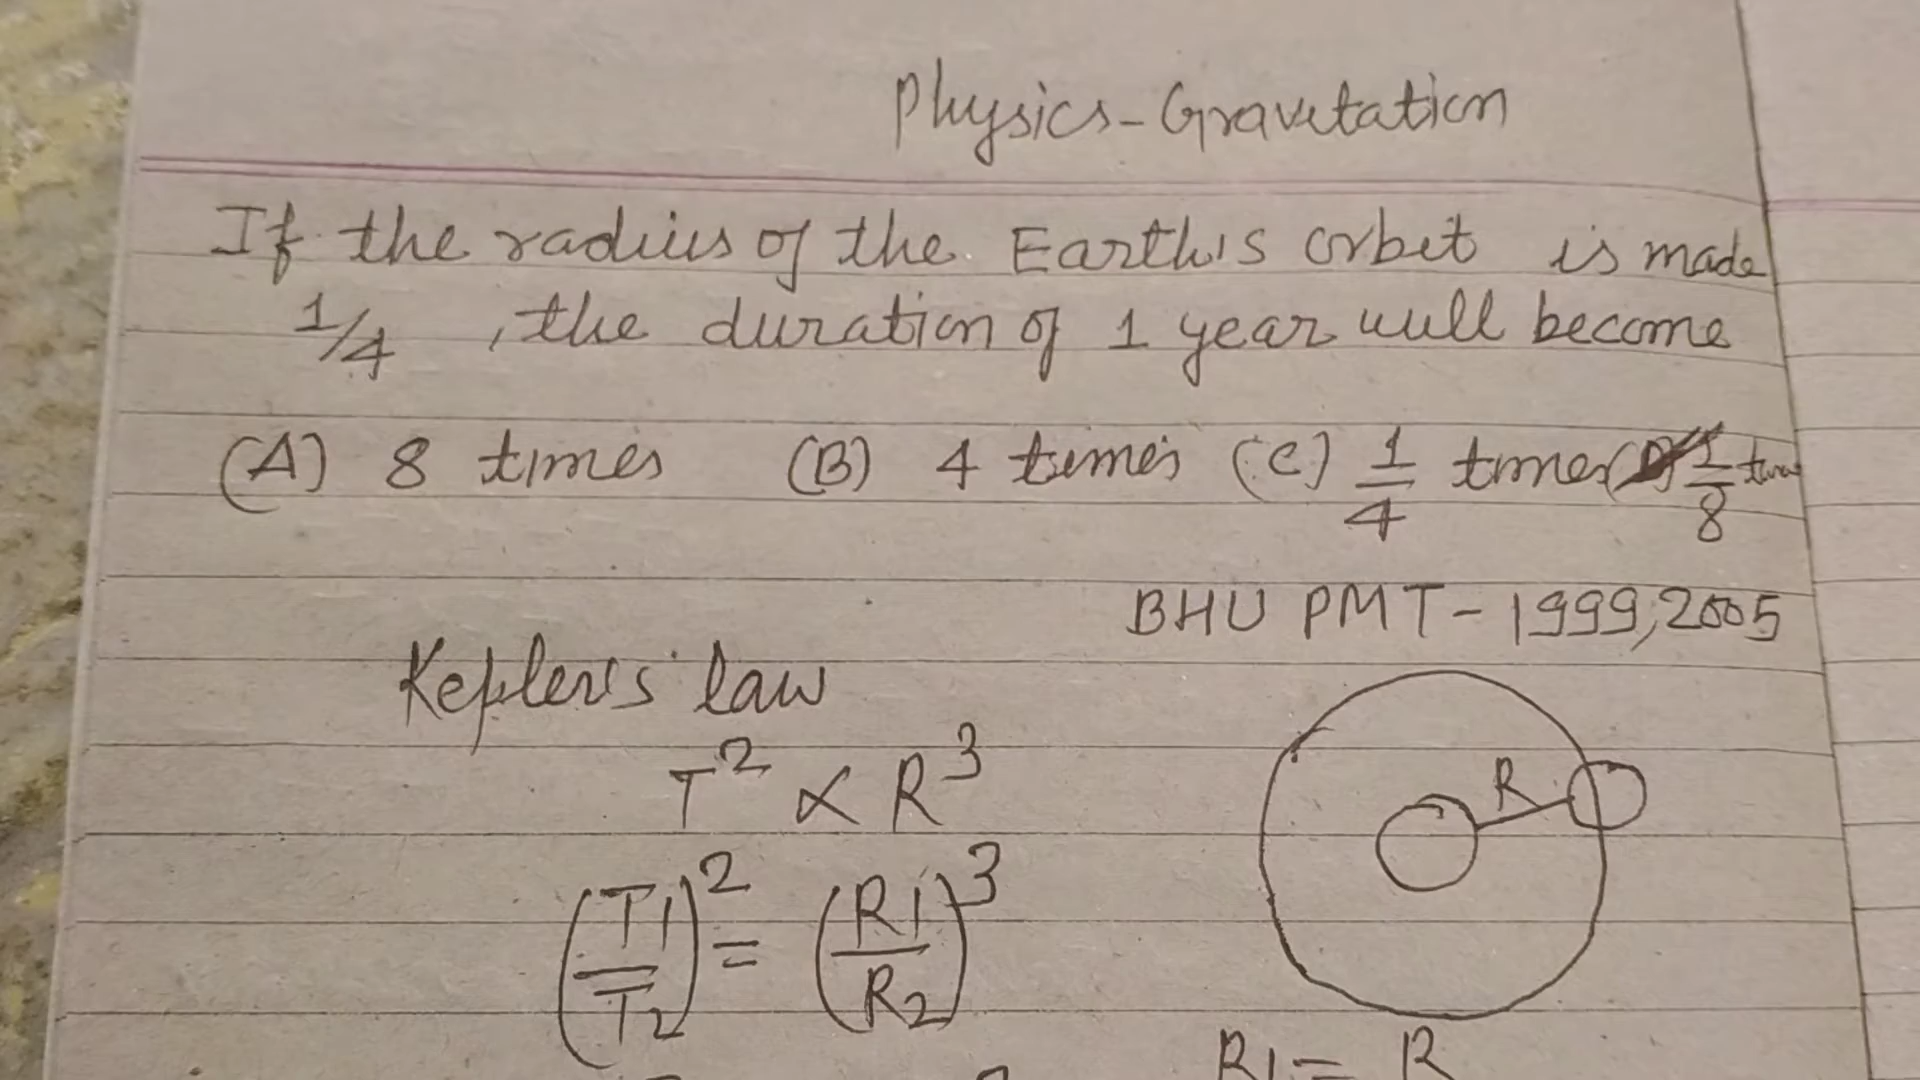 Physics-Gravitation
If the radius of the Earth's orbit is made
1/4, the duration of 1 year will become
(A) 8 times (B) 4 times (C) 1/4 times (D) 1/8 times
BHU PMT-1999,2005
Kepler's law
T² ∝ R³
R
(T1/T2)² = (R1/R2)³
R1 = R